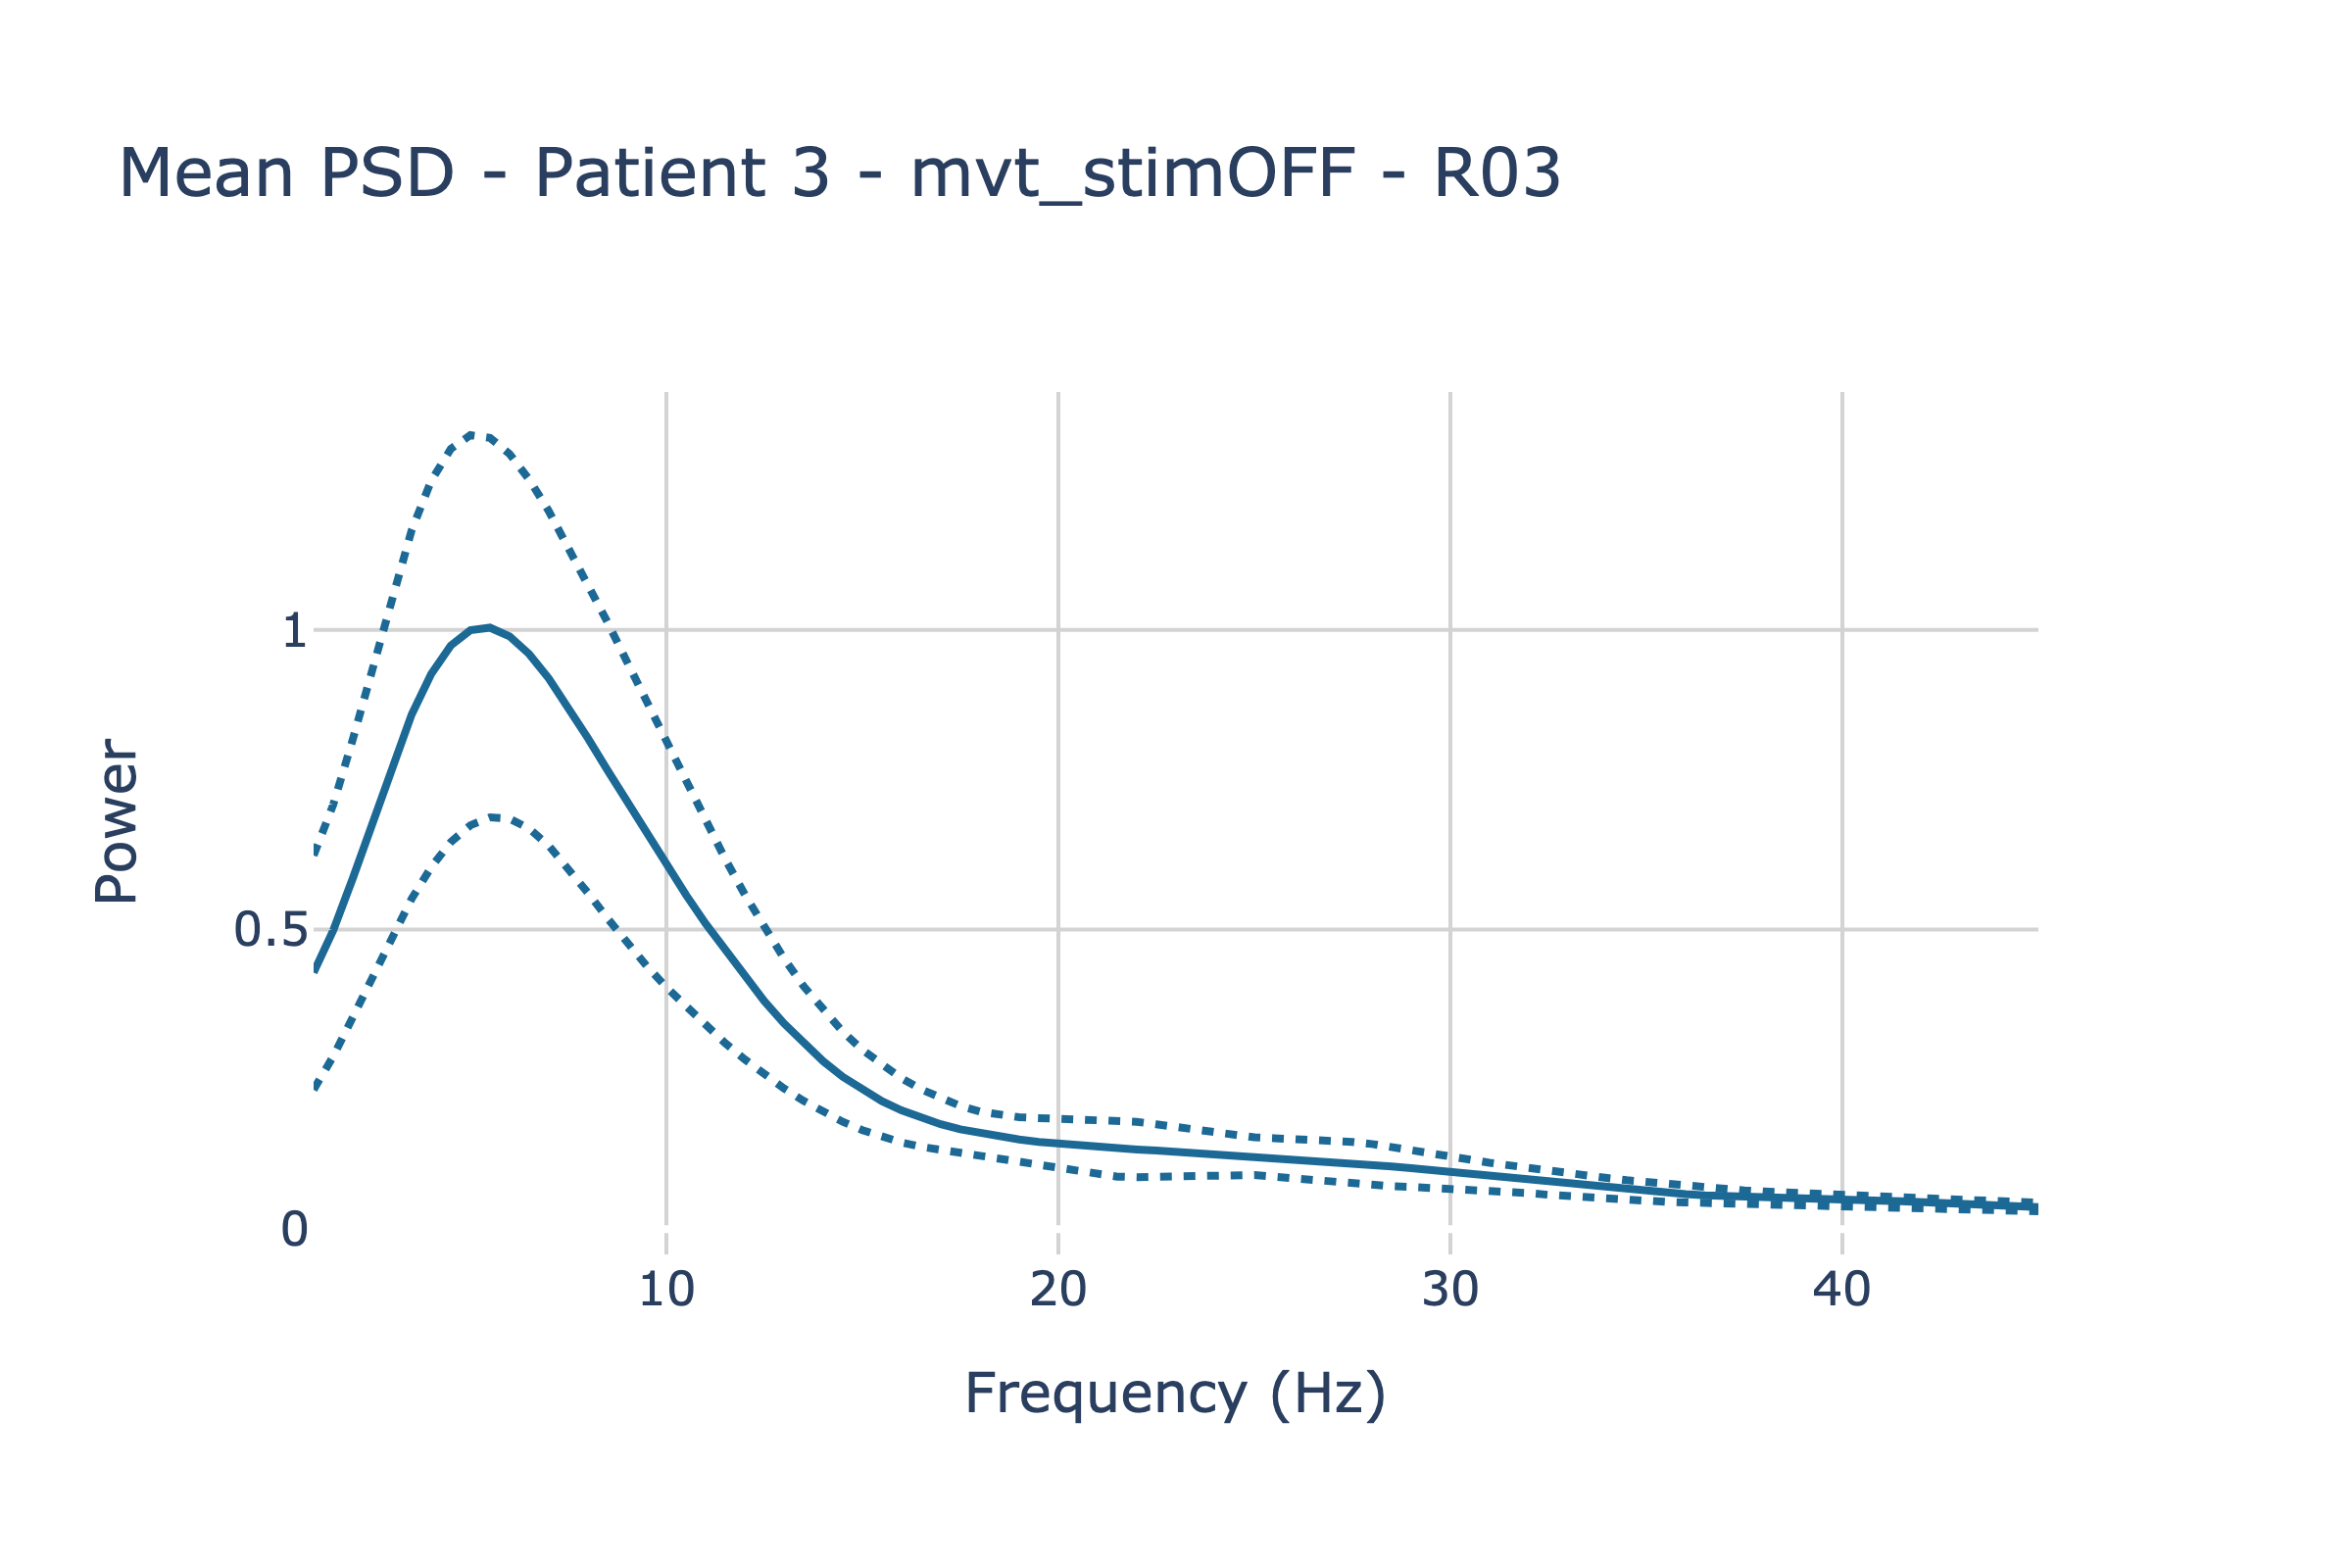 Mean PSD - Patient 3 - mvt_stimOFF - R03
1
0.5
0
Power
10 20 30 40
Frequency (Hz)